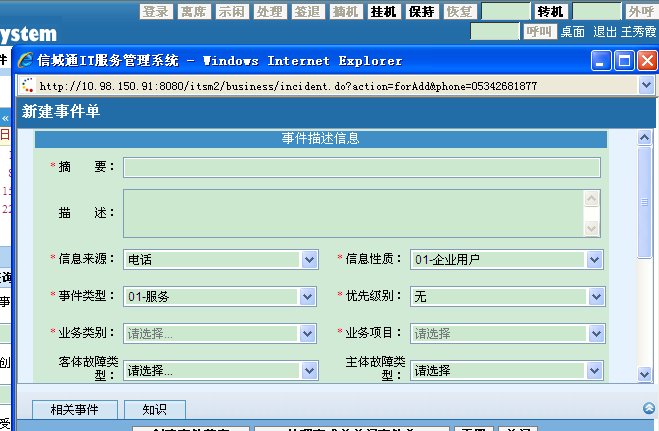 登录 离席 示闲 处理 签退 摘机 挂机 保持 恢复 转机 外呼
呼叫 桌面 退出 王秀霞
ystem
信城通IT服务管理系统 - Windows Internet Explorer
http://10.98.150.91:8080/itsm2/business/incident.do?action=forAdd&phone=05342681877
新建事件单
事件描述信息
*摘 要：
描 述：
*信息来源： 电话 *信息性质： 01-企业用户
*事件类型： 01-服务 *优先级别： 无
*业务类别： 请选择... *业务项目： 请选择
客体故障类型： 请选择... 主体故障类型： 请选择
相关事件 知识